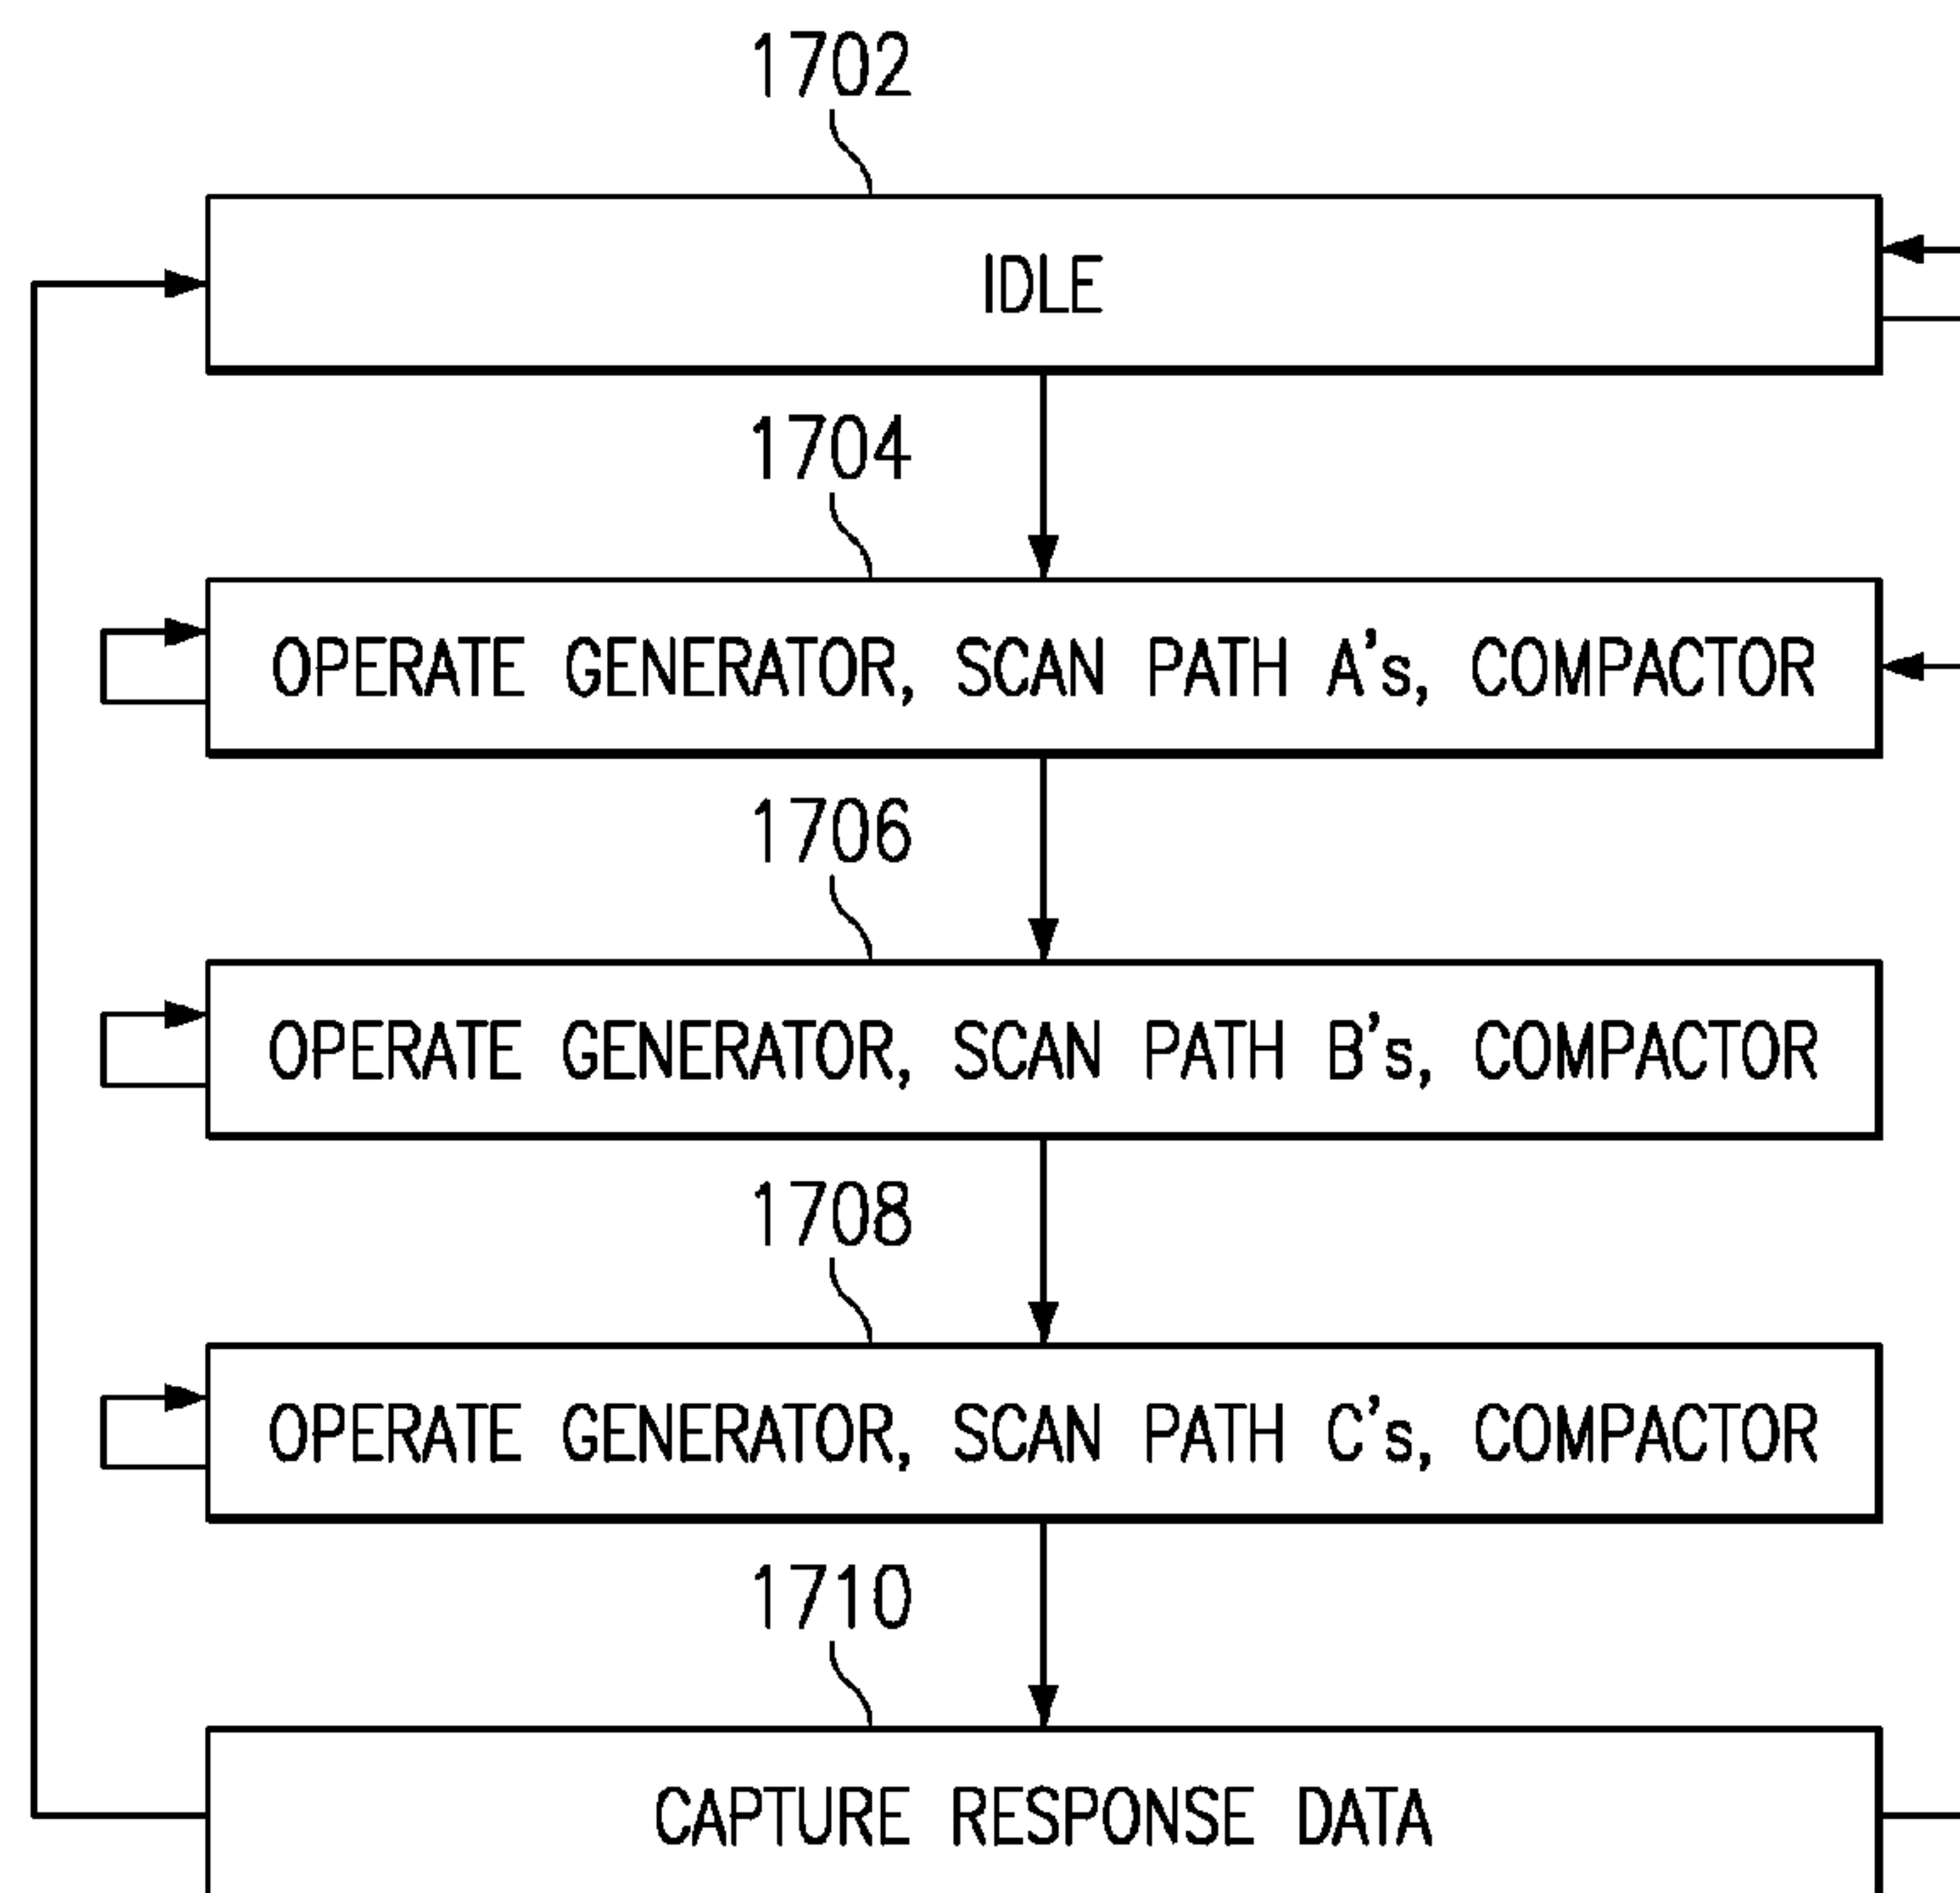 1702
IDLE
1704
OPERATE GENERATOR, SCAN PATH A's, COMPACTOR
1706
OPERATE GENERATOR, SCAN PATH B's, COMPACTOR
1708
OPERATE GENERATOR, SCAN PATH C's, COMPACTOR
1710
CAPTURE RESPONSE DATA